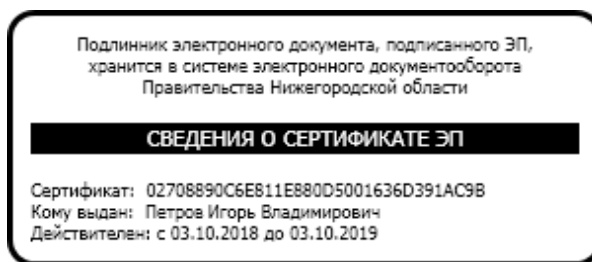 Подлинник электронного документа, подписанного ЭП,
хранится в системе электронного документооборота
Правительства Нижегородской области
СВЕДЕНИЯ О СЕРТИФИКАТЕ ЭП
Сертификат: 02708890C6E811E880D5001636D391AC9B
Кому выдан: Петров Игорь Владимирович
Действителен: с 03.10.2018 до 03.10.2019